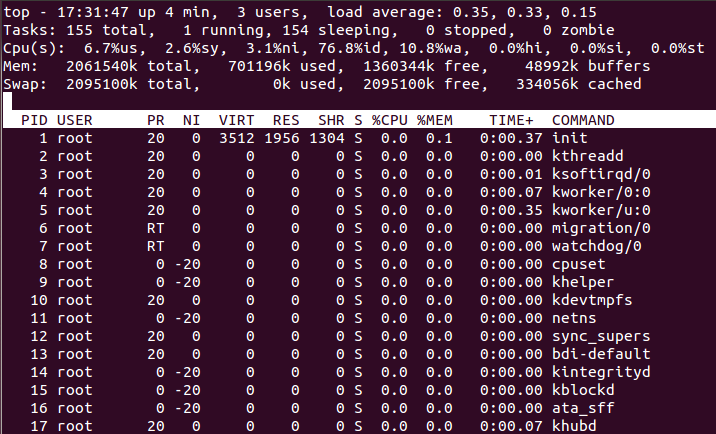 top - 17:31:47 up 4 min,  3 users,  load average: 0.35, 0.33, 0.15
Tasks: 155 total,   1 running, 154 sleeping,   0 stopped,   0 zombie
Cpu(s):  6.7%us,  2.6%sy,  3.1%ni, 76.8%id, 10.8%wa,  0.0%hi,  0.0%si,  0.0%st
Mem:   2061540k total,   701196k used,  1360344k free,    48992k buffers
Swap:  2095100k total,        0k used,  2095100k free,   334056k cached
  PID USER      PR  NI  VIRT  RES  SHR S %CPU %MEM    TIME+  COMMAND
    1 root      20   0  3512 1956 1304 S  0.0  0.1   0:00.37 init
    2 root      20   0     0    0    0 S  0.0  0.0   0:00.00 kthreadd
    3 root      20   0     0    0    0 S  0.0  0.0   0:00.01 ksoftirqd/0
    4 root      20   0     0    0    0 S  0.0  0.0   0:00.07 kworker/0:0
    5 root      20   0     0    0    0 S  0.0  0.0   0:00.35 kworker/u:0
    6 root      RT   0     0    0    0 S  0.0  0.0   0:00.00 migration/0
    7 root      RT   0     0    0    0 S  0.0  0.0   0:00.00 watchdog/0
    8 root       0 -20     0    0    0 S  0.0  0.0   0:00.00 cpuset
    9 root       0 -20     0    0    0 S  0.0  0.0   0:00.00 khelper
   10 root      20   0     0    0    0 S  0.0  0.0   0:00.00 kdevtmpfs
   11 root       0 -20     0    0    0 S  0.0  0.0   0:00.00 netns
   12 root      20   0     0    0    0 S  0.0  0.0   0:00.00 sync_supers
   13 root      20   0     0    0    0 S  0.0  0.0   0:00.00 bdi-default
   14 root       0 -20     0    0    0 S  0.0  0.0   0:00.00 kintegrityd
   15 root       0 -20     0    0    0 S  0.0  0.0   0:00.00 kblockd
   16 root       0 -20     0    0    0 S  0.0  0.0   0:00.00 ata_sff
   17 root      20   0     0    0    0 S  0.0  0.0   0:00.07 khubd